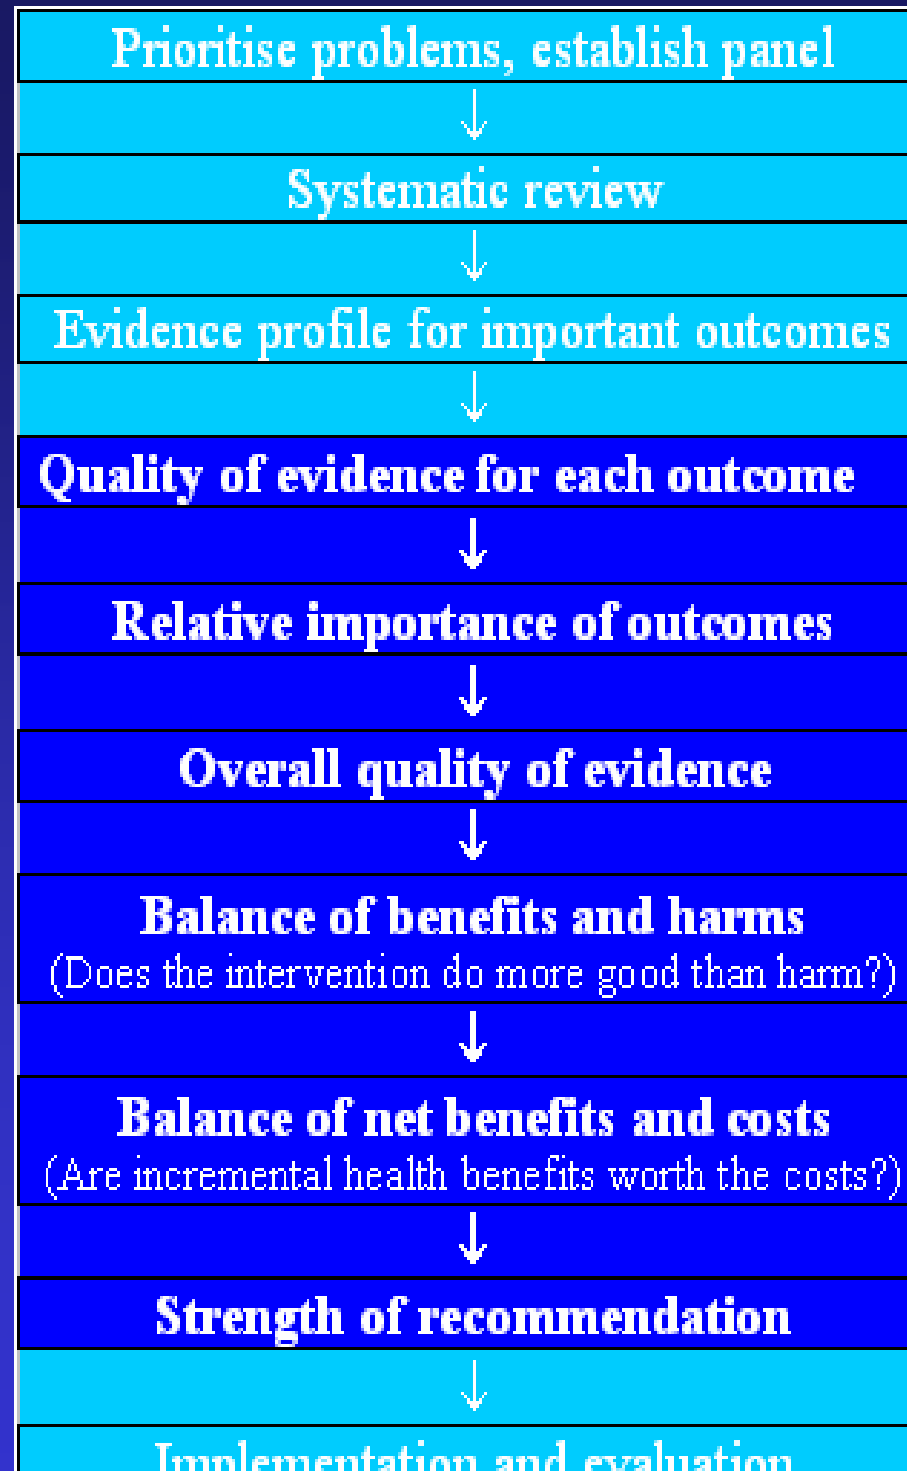 Prioritise problems, establish panel
↓
Systematic review
↓
Evidence profile for important outcomes
↓
Quality of evidence for each outcome
↓
Relative importance of outcomes
↓
Overall quality of evidence
↓
Balance of benefits and harms
(Does the intervention do more good than harm?)
↓
Balance of net benefits and costs
(Are incremental health benefits worth the costs?)
↓
Strength of recommendation
↓
Implementation and evaluation